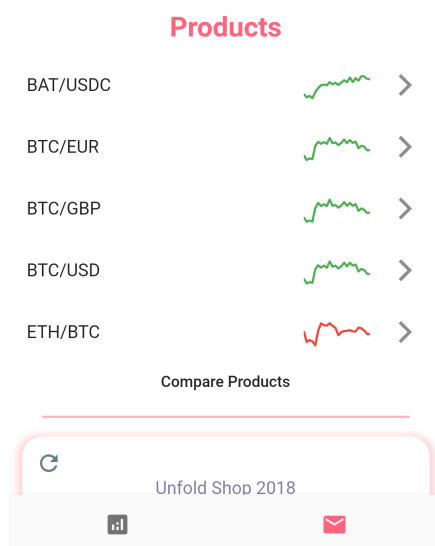 Products
BAT/USDC
BTC/EUR
BTC/GBP
BTC/USD
ETH/BTC
Compare Products
Unfold Shop 2018